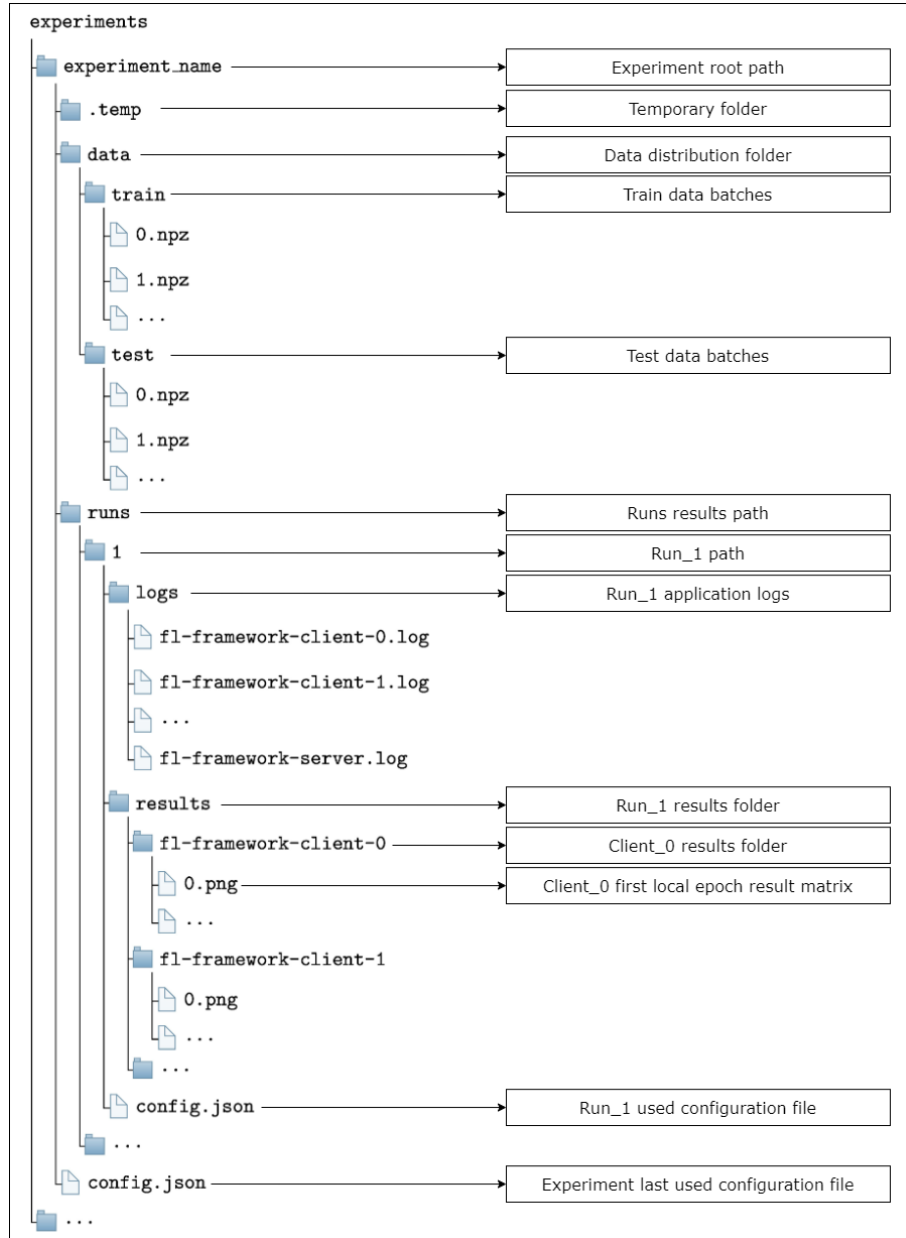 experiments
experiment_name Experiment root path
.temp Temporary folder
data Data distribution folder
train Train data batches
0.npz
1.npz
...
test Test data batches
0.npz
1.npz
...
runs Runs results path
1 Run_1 path
logs Run_1 application logs
fl-framework-client-0.log
fl-framework-client-1.log
...
fl-framework-server.log
results Run_1 results folder
fl-framework-client-0 Client_0 results folder
0.png Client_0 first local epoch result matrix
...
fl-framework-client-1
0.png
...
...
config.json Run_1 used configuration file
...
config.json Experiment last used configuration file
...